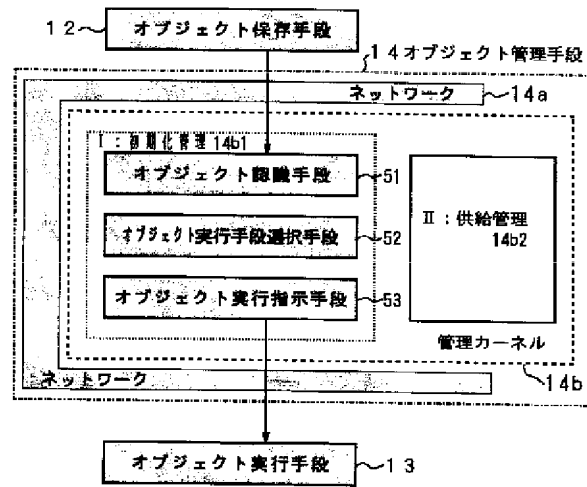 12
オブジェクト保存手段
14オブジェクト管理手段
ネットワーク
14a
Ⅰ:初期化管理 14b1
オブジェクト認識手段
51
オブジェクト実行手段選択手段
52
オブジェクト実行指示手段
53
Ⅱ:供給管理
14b2
管理カーネル
ネットワーク
14b
オブジェクト実行手段
13